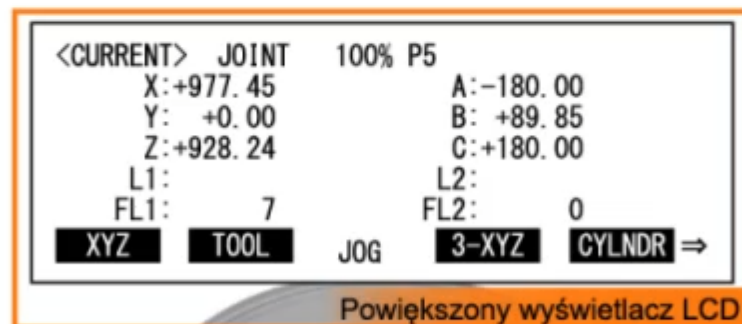 <CURRENT> JOINT 100% P5
X:+977.45 A:-180.00
Y: +0.00 B: +89.85
Z:+928.24 C:+180.00
L1: L2:
FL1: 7 FL2: 0
XYZ TOOL JOG 3-XYZ CYLNDR ⇒
Powiększony wyświetlacz LCD